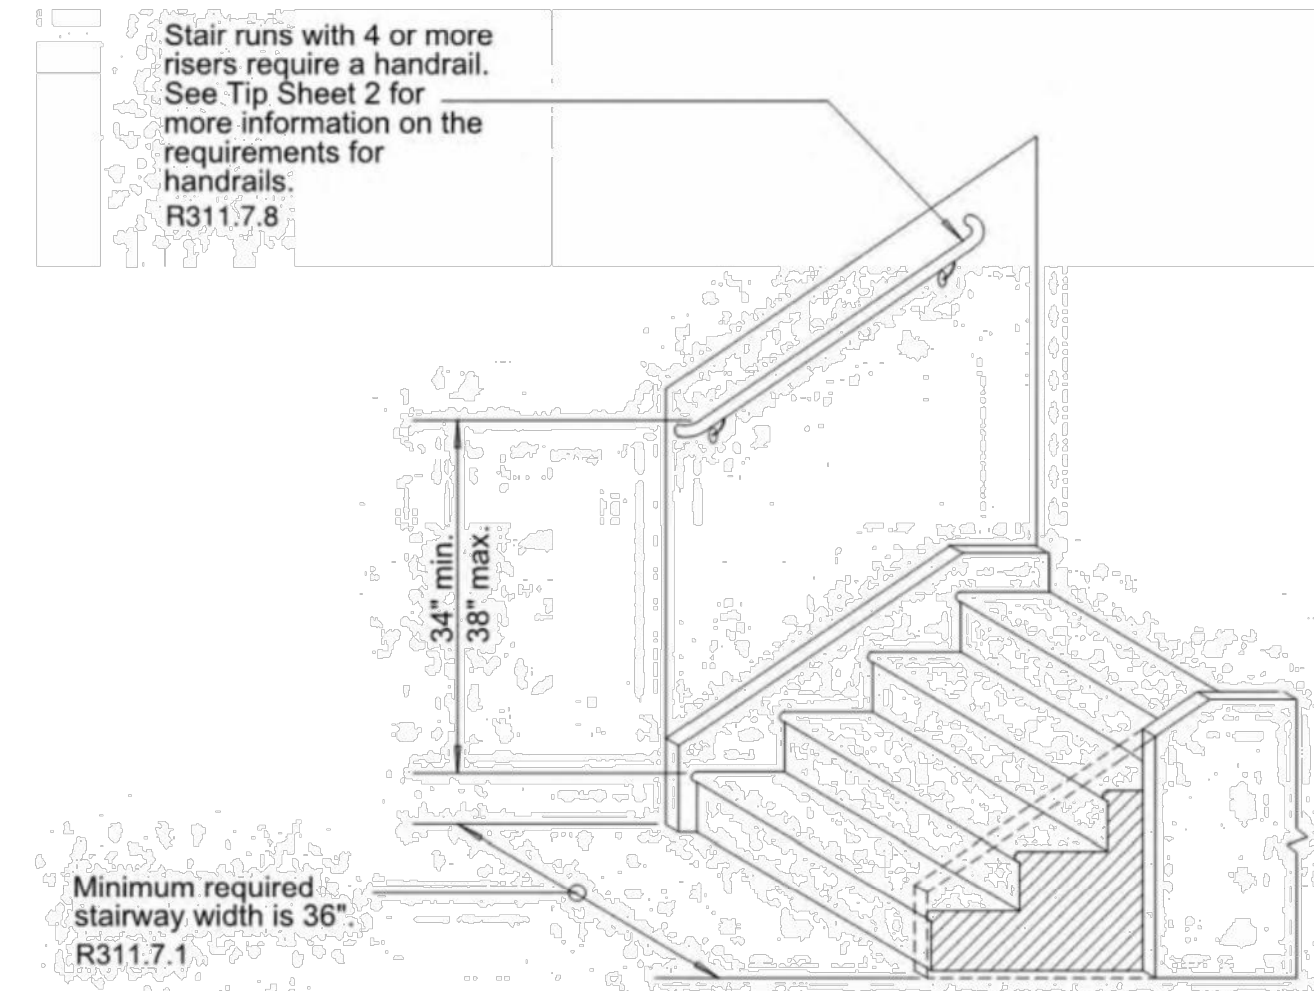 Stair runs with 4 or more
risers require a handrail.
See Tip Sheet 2 for
more information on the
requirements for
handrails.
R311.7.8
34" min.
38" max.
Minimum required
stairway width is 36".
R311.7.1